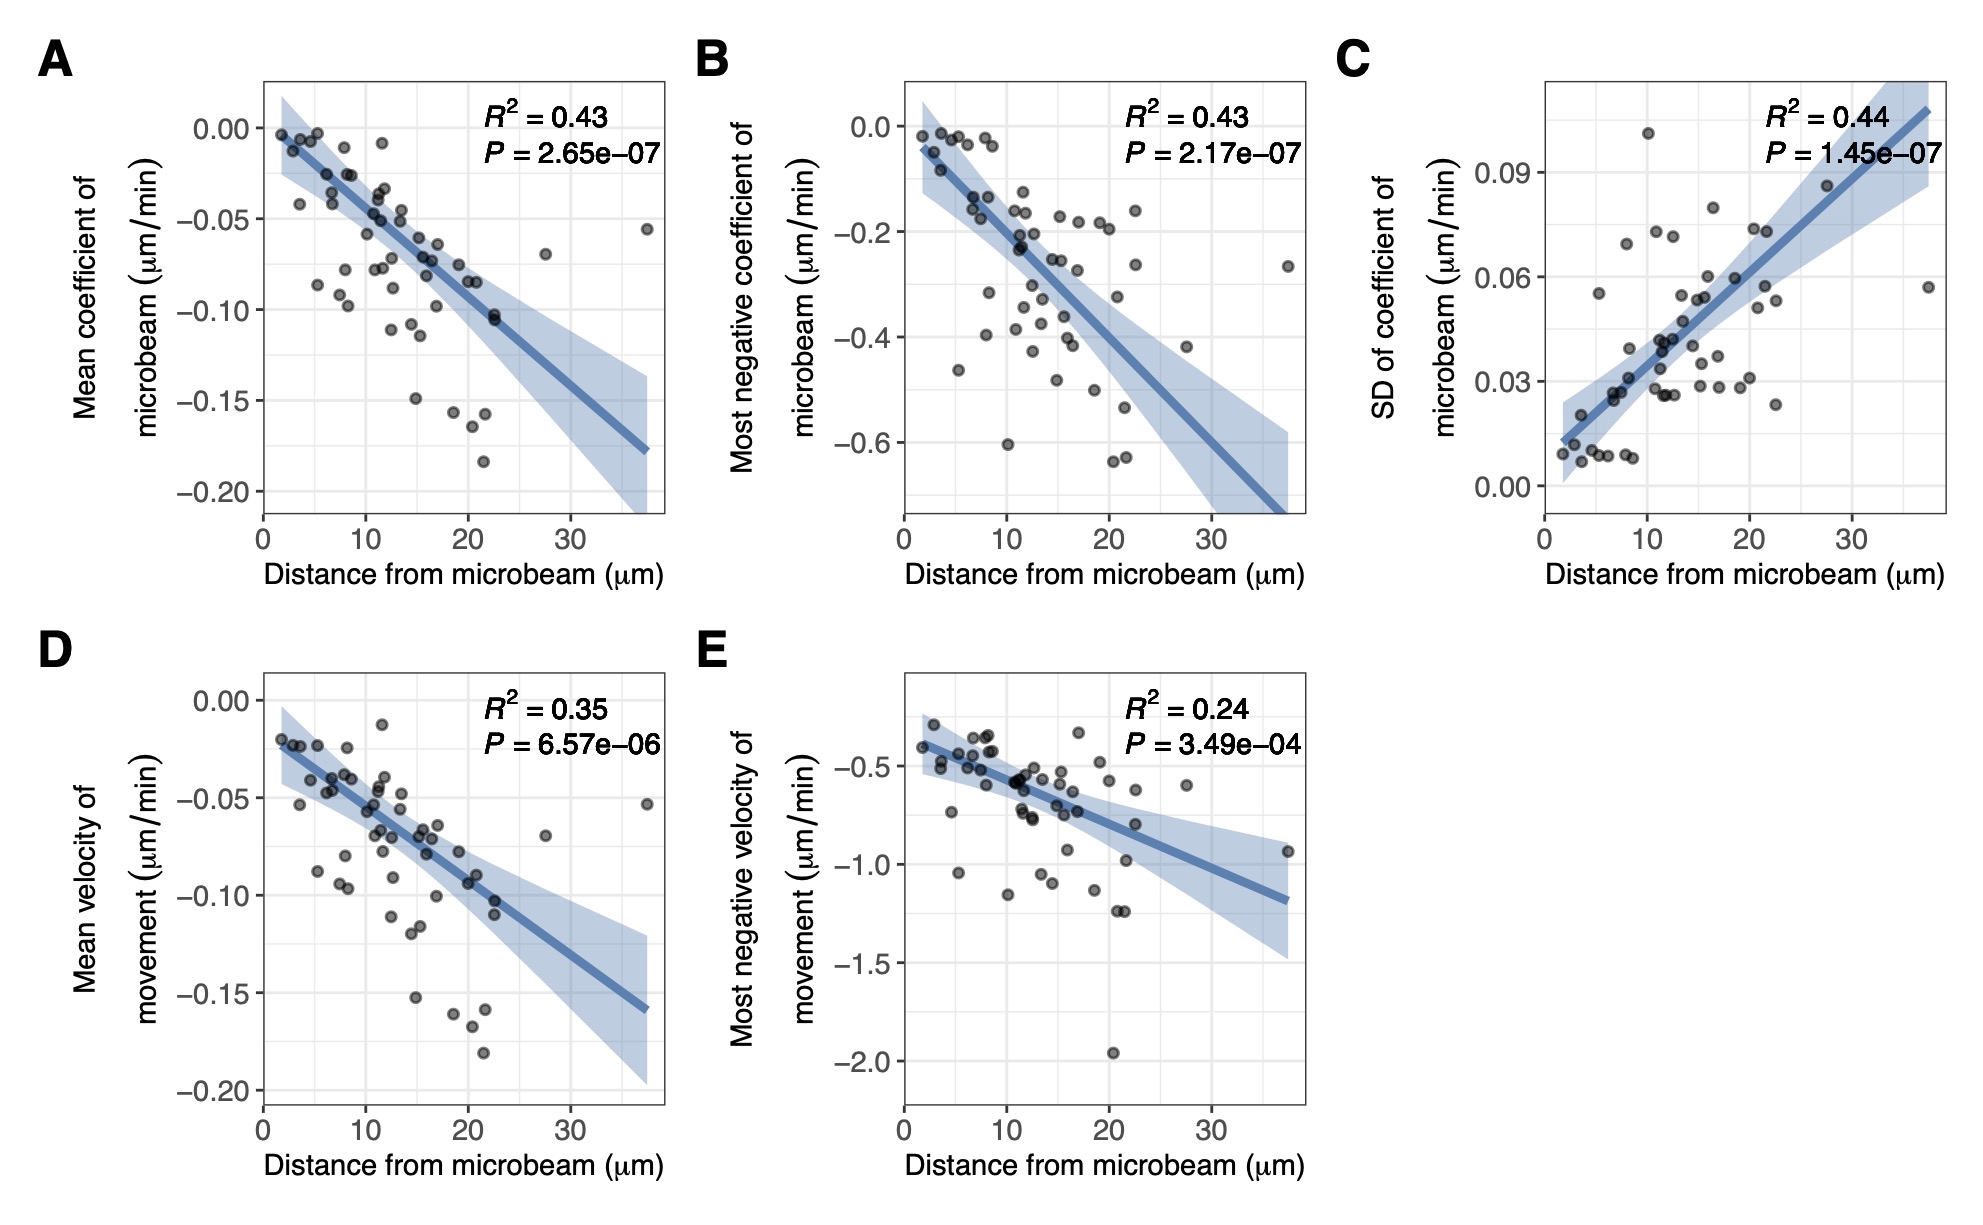 A
Mean coefficient of
microbeam (μm/min)
0.00
−0.05
−0.10
−0.15
−0.20
R² = 0.43
P = 2.65e−07
0
10
20
30
Distance from microbeam (μm)
B
Most negative coefficient of
microbeam (μm/min)
0.0
−0.2
−0.4
−0.6
R² = 0.43
P = 2.17e−07
0
10
20
30
Distance from microbeam (μm)
C
SD of coefficient of
microbeam (μm/min)
0.09
0.06
0.03
0.00
R² = 0.44
P = 1.45e−07
0
10
20
30
Distance from microbeam (μm)
D
Mean velocity of
movement (μm/min)
0.00
−0.05
−0.10
−0.15
−0.20
R² = 0.35
P = 6.57e−06
0
10
20
30
Distance from microbeam (μm)
E
Most negative velocity of
movement (μm/min)
−0.5
−1.0
−1.5
−2.0
R² = 0.24
P = 3.49e−04
0
10
20
30
Distance from microbeam (μm)